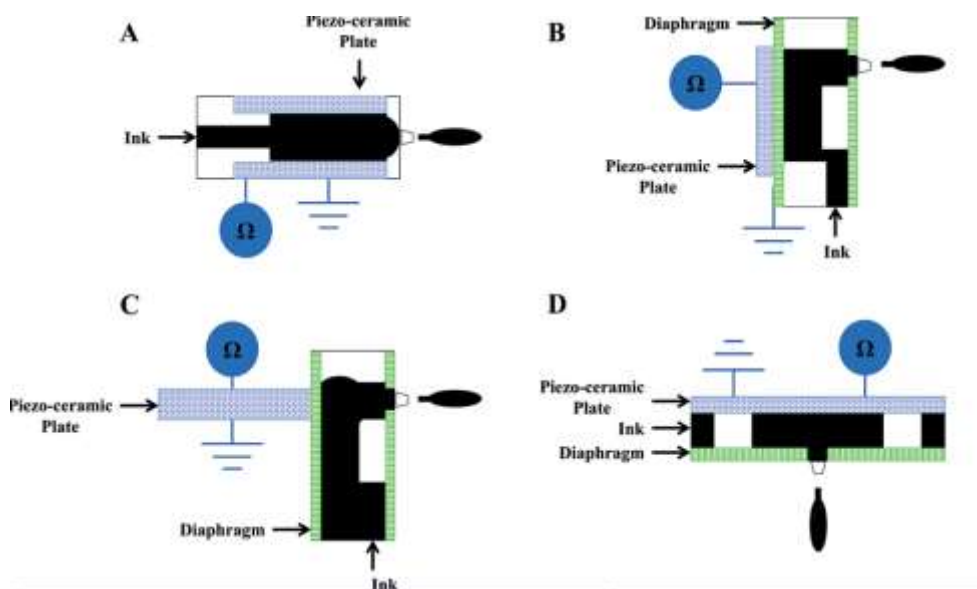 A
Piezo-ceramic
Plate
Ink
Ω
B
Diaphragm
Ω
Piezo-ceramic
Plate
Ink
C
Ω
Piezo-ceramic
Plate
Diaphragm
Ink
D
Ω
Piezo-ceramic
Plate
Ink
Diaphragm